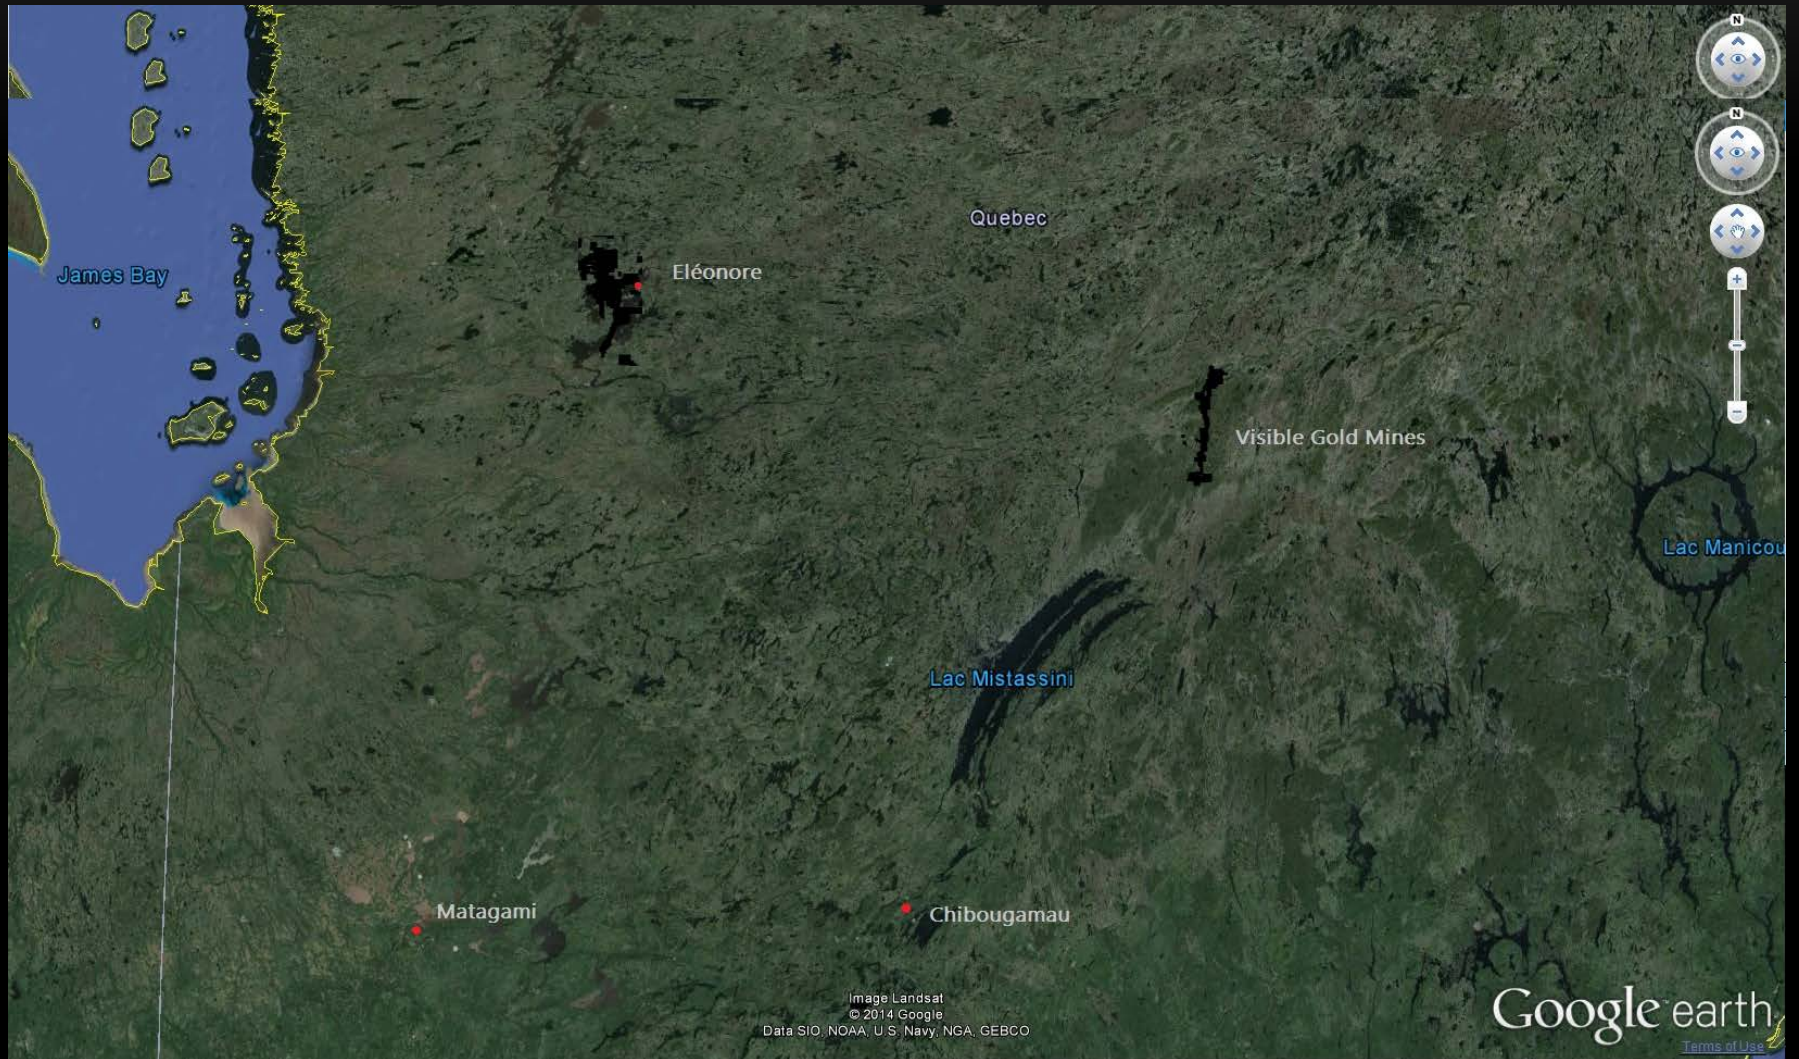 N
N
Quebec
Eléonore
James Bay
Visible Gold Mines
Lac Manicou
Lac Mistassini
Matagami
Chibougamau
Image Landsat
© 2014 Google
Data SIO, NOAA, U.S. Navy, NGA, GEBCO
Google earth
Terms of Use